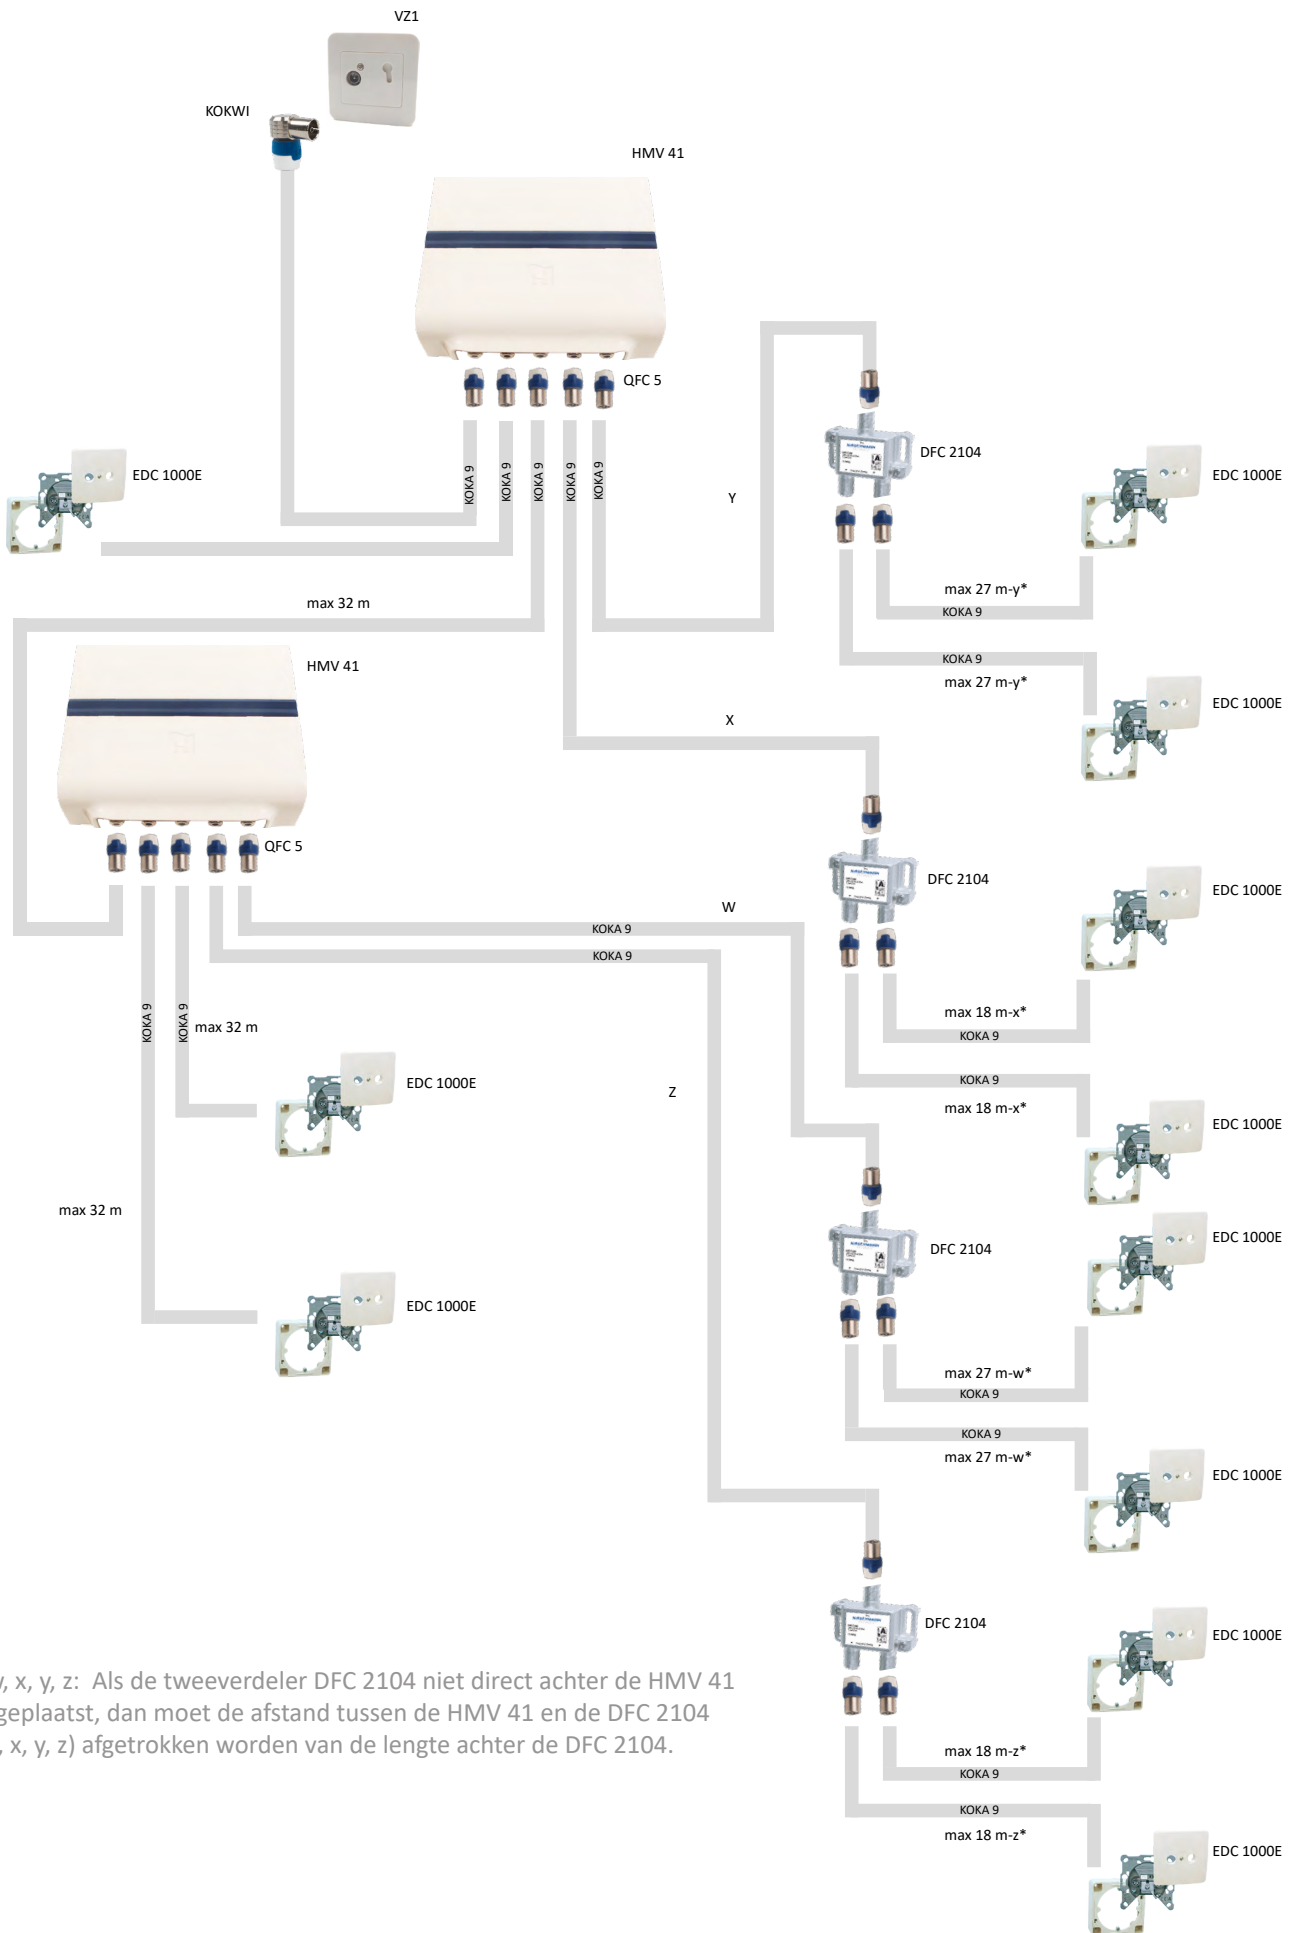 VZ1
KOKWI
HMV 41
QFC 5
DFC 2104
EDC 1000E
EDC 1000E
KOKA 9
KOKA 9
KOKA 9
KOKA 9
KOKA 9
Y
max 27 m-y*
KOKA 9
max 32 m
KOKA 9
max 27 m-y*
HMV 41
EDC 1000E
X
QFC 5
DFC 2104
EDC 1000E
W
KOKA 9
KOKA 9
KOKA 9
KOKA 9
max 32 m
max 18 m-x*
KOKA 9
EDC 1000E
Z
KOKA 9
max 18 m-x*
EDC 1000E
max 32 m
EDC 1000E
DFC 2104
EDC 1000E
max 27 m-w*
KOKA 9
KOKA 9
max 27 m-w*
EDC 1000E
DFC 2104
EDC 1000E
, x, y, z: Als de tweeverdeler DFC 2104 niet direct achter de HMV 41
geplaatst, dan moet de afstand tussen de HMV 41 en de DFC 2104
, x, y, z) afgetrokken worden van de lengte achter de DFC 2104.
max 18 m-z*
KOKA 9
KOKA 9
max 18 m-z*
EDC 1000E